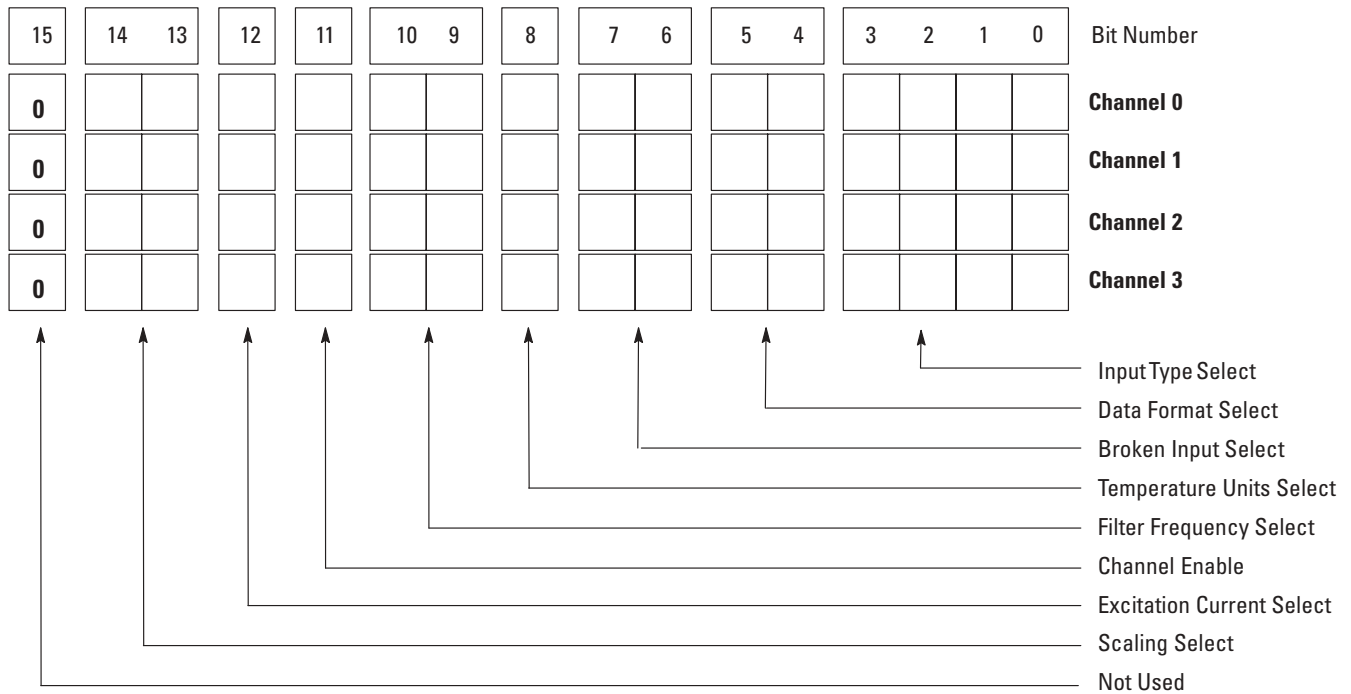 15 14 13 12 11 10 9 8 7 6 5 4 3 2 1 0 Bit Number
0 Channel 0
0 Channel 1
0 Channel 2
0 Channel 3
Input Type Select
Data Format Select
Broken Input Select
Temperature Units Select
Filter Frequency Select
Channel Enable
Excitation Current Select
Scaling Select
Not Used